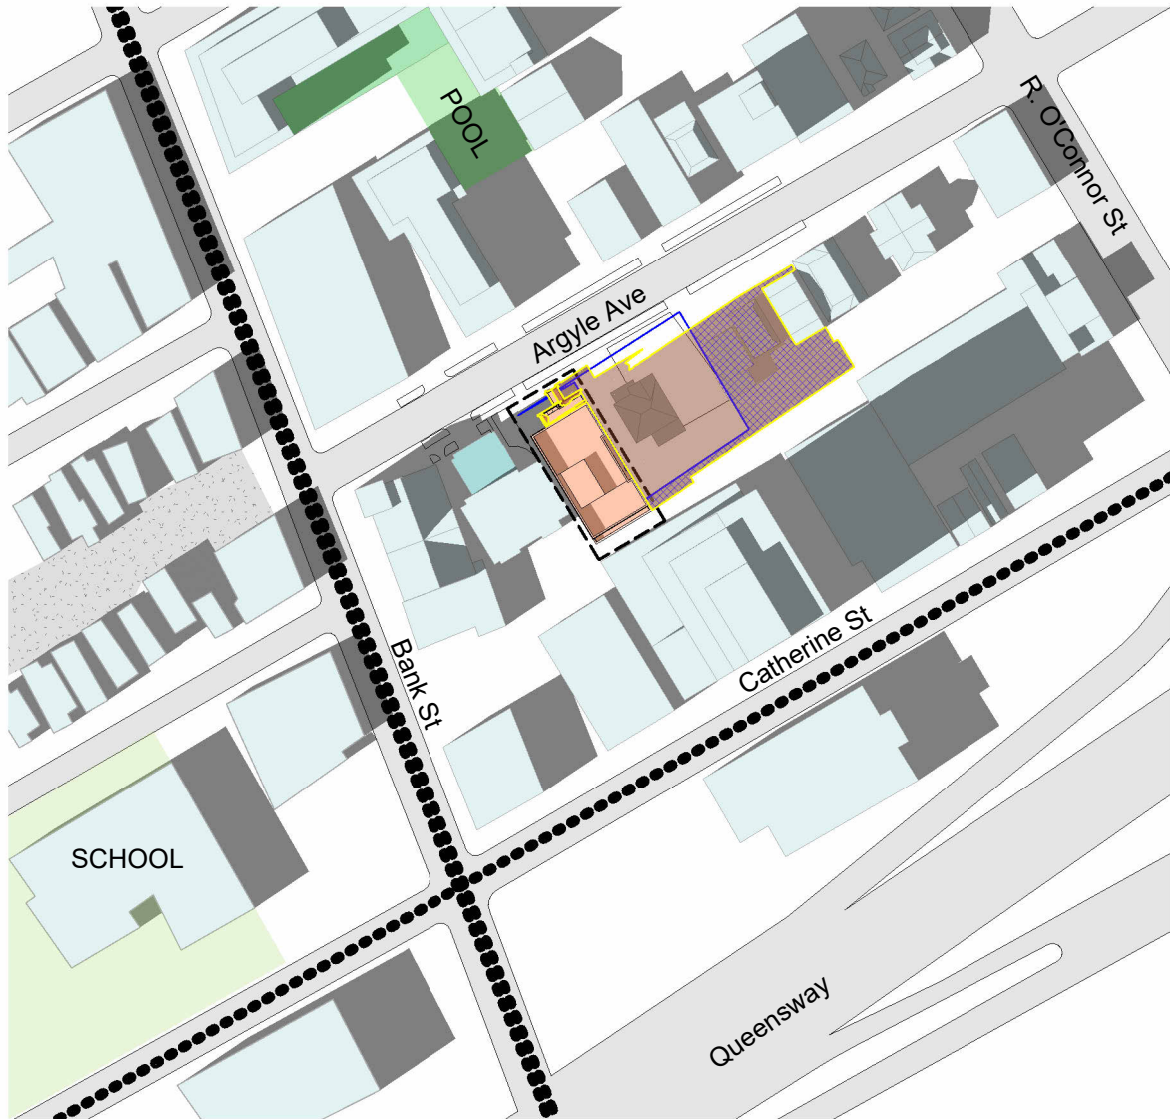 POOL
R. O'Connor St
Argyle Ave
Bank St
Catherine St
SCHOOL
Queensway